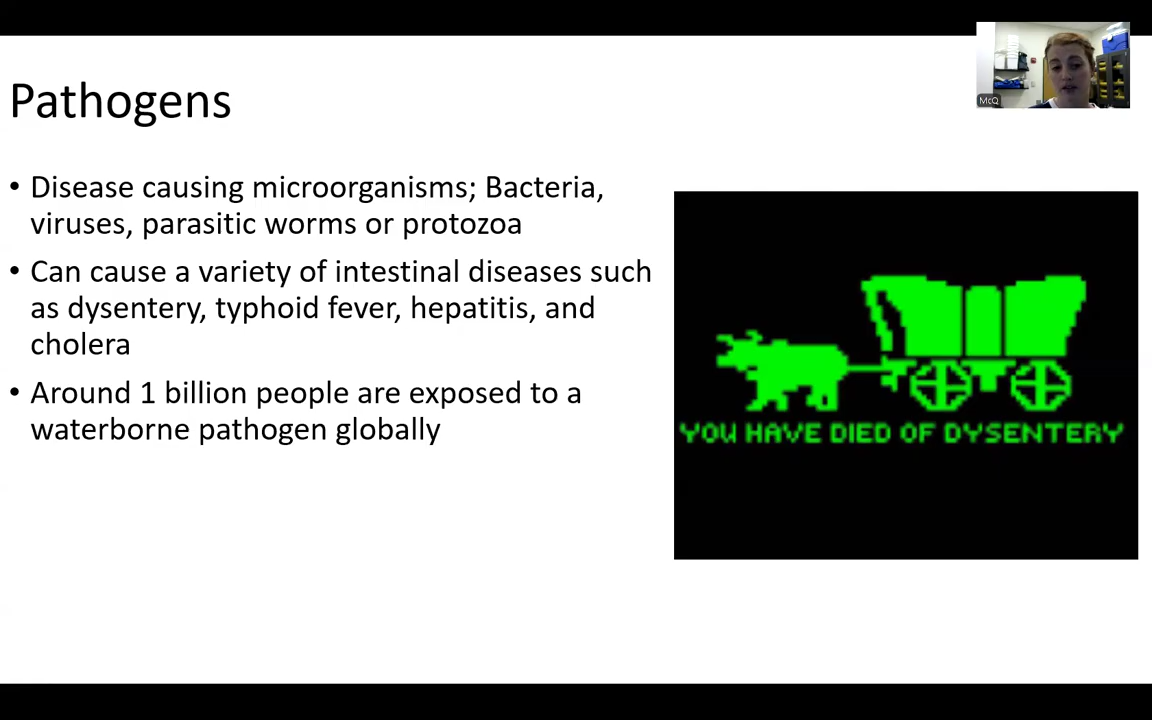 Pathogens
• Disease causing microorganisms; Bacteria,
viruses, parasitic worms or protozoa
• Can cause a variety of intestinal diseases such
as dysentery, typhoid fever, hepatitis, and
cholera
• Around 1 billion people are exposed to a
waterborne pathogen globally
YOU HAVE DIED OF DYSENTERY
McQ